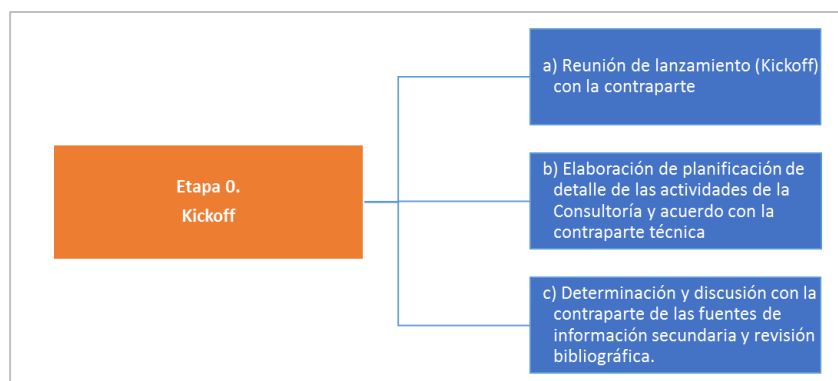 Etapa 0.
Kickoff
a) Reunión de lanzamiento (Kickoff)
con la contraparte
b) Elaboración de planificación de
detalle de las actividades de la
Consultoría y acuerdo con la
contraparte técnica
c) Determinación y discusión con la
contraparte de las fuentes de
información secundaria y revisión
bibliográfica.